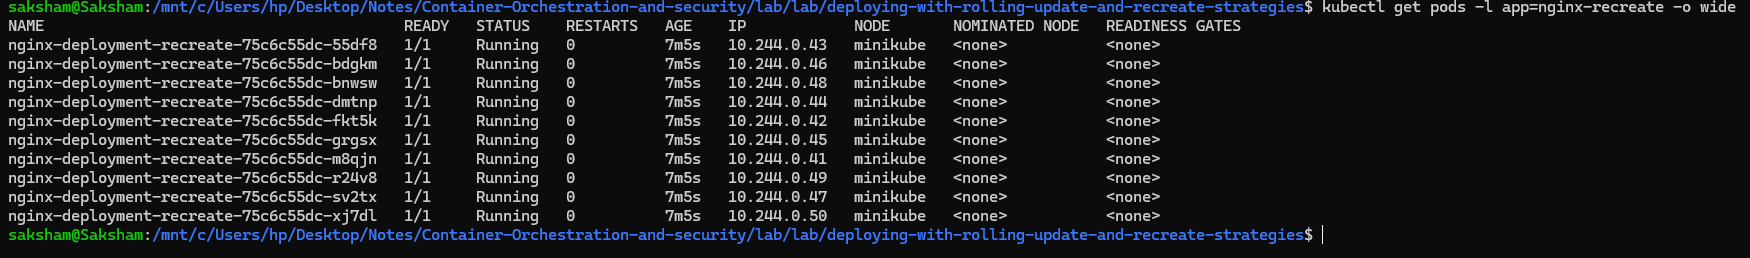 saksham@Saksham:/mnt/c/Users/hp/Desktop/Notes/Container-Orchestration-and-security/lab/lab/deploying-with-rolling-update-and-recreate-strategies$ kubectl get pods -l app=nginx-recreate -o wide
NAME                                         READY   STATUS    RESTARTS   AGE    IP            NODE       NOMINATED NODE   READINESS GATES
nginx-deployment-recreate-75c6c55dc-55df8   1/1     Running   0          7m5s   10.244.0.43   minikube   <none>           <none>
nginx-deployment-recreate-75c6c55dc-bdgkm   1/1     Running   0          7m5s   10.244.0.46   minikube   <none>           <none>
nginx-deployment-recreate-75c6c55dc-bnwsw   1/1     Running   0          7m5s   10.244.0.48   minikube   <none>           <none>
nginx-deployment-recreate-75c6c55dc-dmtnp   1/1     Running   0          7m5s   10.244.0.44   minikube   <none>           <none>
nginx-deployment-recreate-75c6c55dc-fkt5k   1/1     Running   0          7m5s   10.244.0.42   minikube   <none>           <none>
nginx-deployment-recreate-75c6c55dc-grgsx   1/1     Running   0          7m5s   10.244.0.45   minikube   <none>           <none>
nginx-deployment-recreate-75c6c55dc-m8qjn   1/1     Running   0          7m5s   10.244.0.41   minikube   <none>           <none>
nginx-deployment-recreate-75c6c55dc-r24v8   1/1     Running   0          7m5s   10.244.0.49   minikube   <none>           <none>
nginx-deployment-recreate-75c6c55dc-sv2tx   1/1     Running   0          7m5s   10.244.0.47   minikube   <none>           <none>
nginx-deployment-recreate-75c6c55dc-xj7dl   1/1     Running   0          7m5s   10.244.0.50   minikube   <none>           <none>
saksham@Saksham:/mnt/c/Users/hp/Desktop/Notes/Container-Orchestration-and-security/lab/lab/deploying-with-rolling-update-and-recreate-strategies$